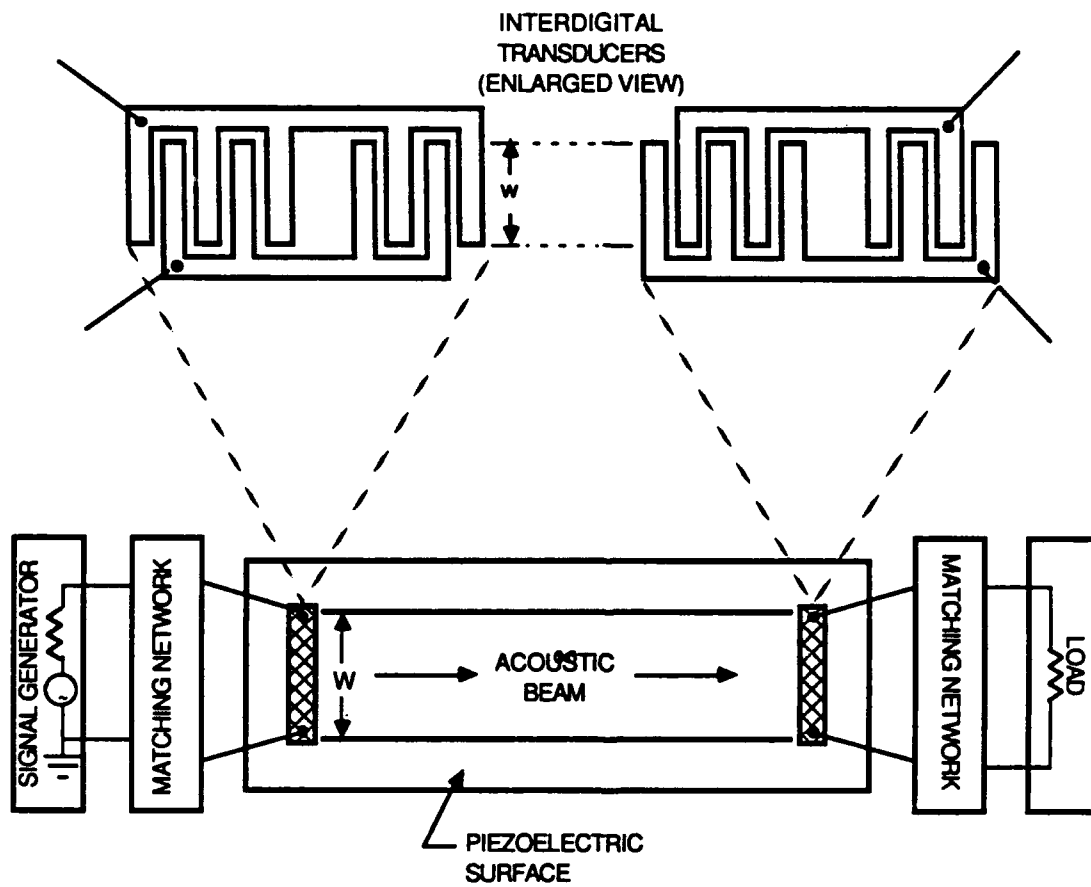 INTERDIGITAL
TRANSDUCERS
(ENLARGED VIEW)
w
SIGNAL GENERATOR
MATCHING NETWORK
W
ACOUSTIC
BEAM
MATCHING NETWORK
LOAD
PIEZOELECTRIC
SURFACE